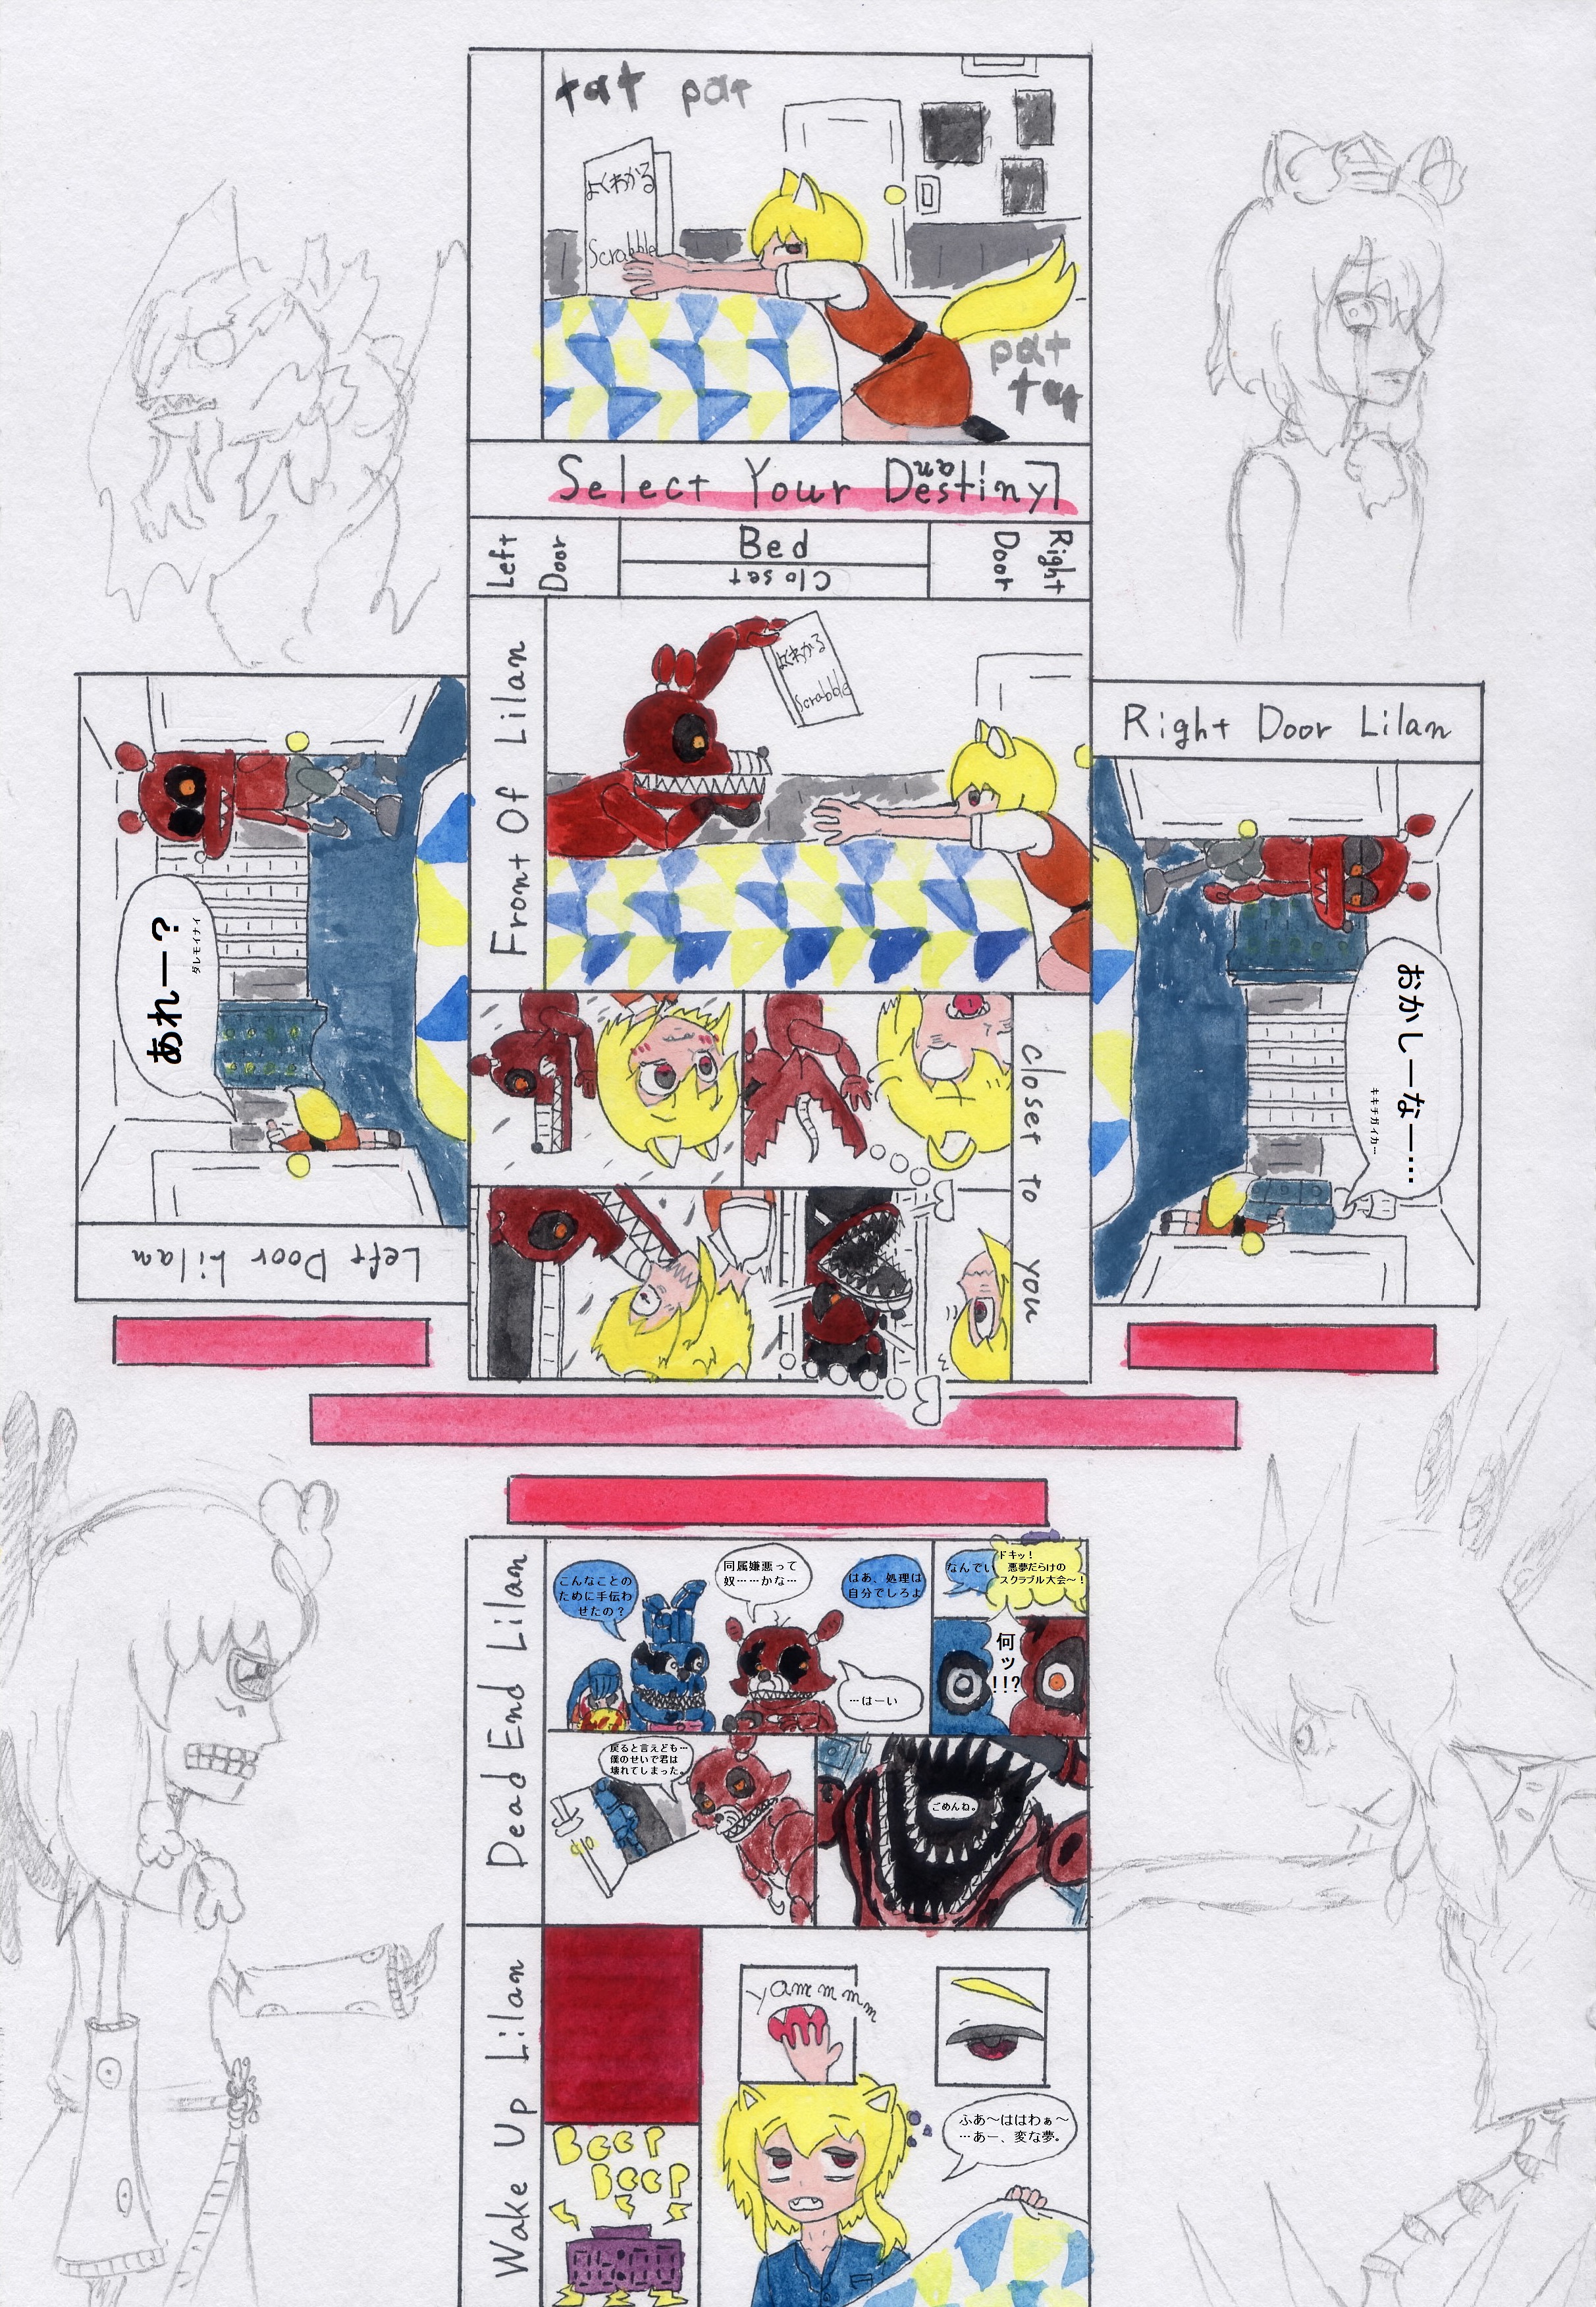 tat pat
よくわかる
Scrabble
pat
tat
Select Your Destiny
Lilan
Left
Door
Bed
Closet
Right
Door
Front Of Lilan
よくわかる
Scrabble
Right Door Lilan
あれー？
ダレモイナイ
Left Door Lilan
おかしーなー…
キキチガイカ…
Closet to you
Dead End Lilan
こんなことの
ために手伝わ
せたの？
同属嫌悪って
奴……かな…
はあ、処理は
自分でしろよ
…はーい
なんでい
ドキッ！
悪夢だらけの
スクラブル大会～！
何ッ!!?
戻ると言えども…
僕のせいで君は
壊れてしまった。
ごめんね。
Wake Up Lilan
yammmm
BEEP
BEEP
ふあ～ははわぁ～
…あー、変な夢。